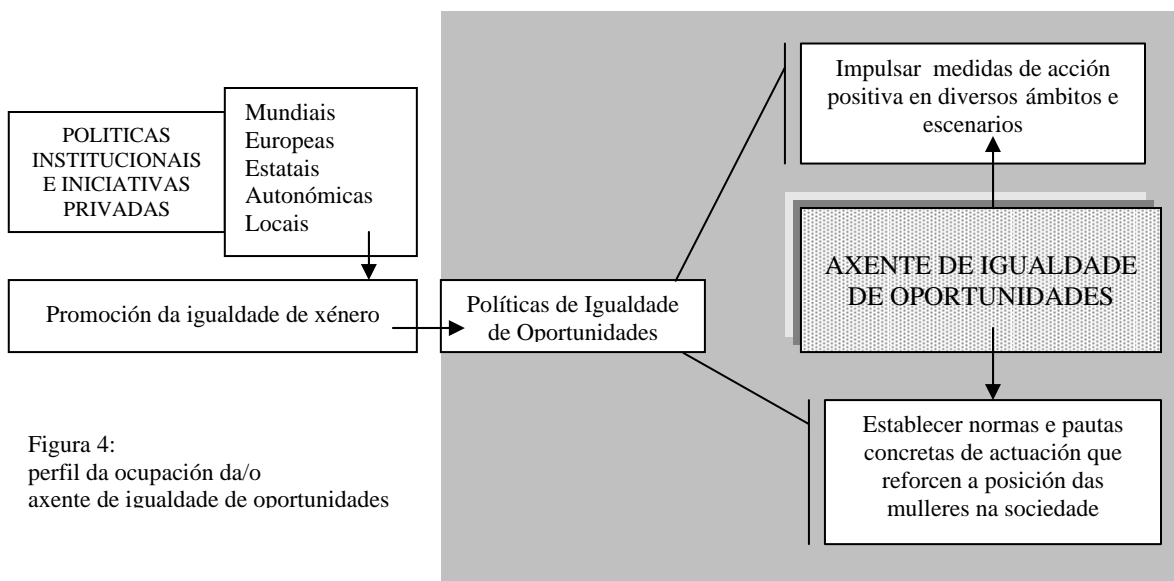 POLITICAS
INSTITUCIONAIS
E INICIATIVAS
PRIVADAS
Mundiais
Europeas
Estatais
Autonómicas
Locais
Promoción da igualdade de xénero
Políticas de Igualdade
de Oportunidades
Impulsar medidas de acción
positiva en diversos ámbitos e
escenarios
AXENTE DE IGUALDADE
DE OPORTUNIDADES
Establecer normas e pautas
concretas de actuación que
reforcen a posición das
mulleres na sociedade
Figura 4:
perfil da ocupación da/o
axente de igualdade de oportunidades